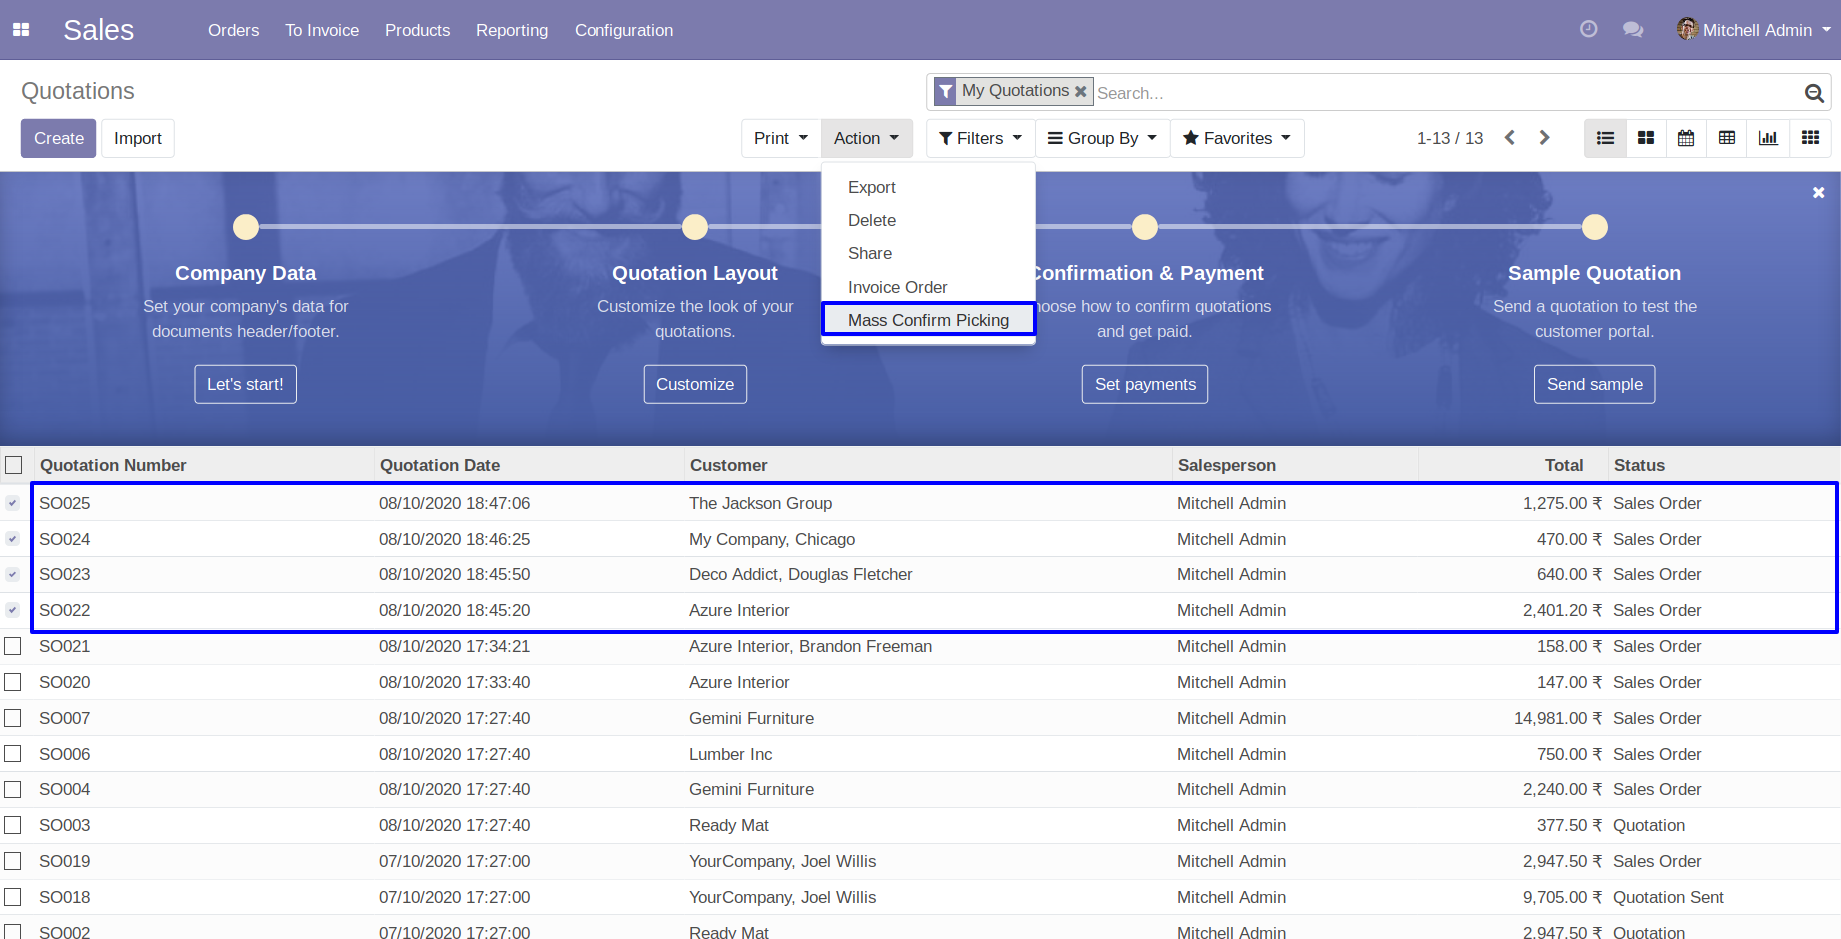 Sales Orders To Invoice Products Reporting Configuration Mitchell Admin
Quotations My Quotations Search...
Create Import Print Action Filters Group By Favorites 1-13 / 13
Export
Delete
Share
Invoice Order
Mass Confirm Picking
Company Data
Set your company's data for
documents header/footer.
Let's start!
Quotation Layout
Customize the look of your
quotations.
Customize
Confirmation & Payment
hoose how to confirm quotations
and get paid.
Set payments
Sample Quotation
Send a quotation to test the
customer portal.
Send sample
Quotation Number Quotation Date Customer Salesperson Total Status
SO025 08/10/2020 18:47:06 The Jackson Group Mitchell Admin 1,275.00 ₹ Sales Order
SO024 08/10/2020 18:46:25 My Company, Chicago Mitchell Admin 470.00 ₹ Sales Order
SO023 08/10/2020 18:45:50 Deco Addict, Douglas Fletcher Mitchell Admin 640.00 ₹ Sales Order
SO022 08/10/2020 18:45:20 Azure Interior Mitchell Admin 2,401.20 ₹ Sales Order
SO021 08/10/2020 17:34:21 Azure Interior, Brandon Freeman Mitchell Admin 158.00 ₹ Sales Order
SO020 08/10/2020 17:33:40 Azure Interior Mitchell Admin 147.00 ₹ Sales Order
SO007 08/10/2020 17:27:40 Gemini Furniture Mitchell Admin 14,981.00 ₹ Sales Order
SO006 08/10/2020 17:27:40 Lumber Inc Mitchell Admin 750.00 ₹ Sales Order
SO004 08/10/2020 17:27:40 Gemini Furniture Mitchell Admin 2,240.00 ₹ Sales Order
SO003 08/10/2020 17:27:40 Ready Mat Mitchell Admin 377.50 ₹ Quotation
SO019 07/10/2020 17:27:00 YourCompany, Joel Willis Mitchell Admin 2,947.50 ₹ Sales Order
SO018 07/10/2020 17:27:00 YourCompany, Joel Willis Mitchell Admin 9,705.00 ₹ Quotation Sent
SO002 07/10/2020 17:27:00 Ready Mat Mitchell Admin 2,947.50 ₹ Quotation